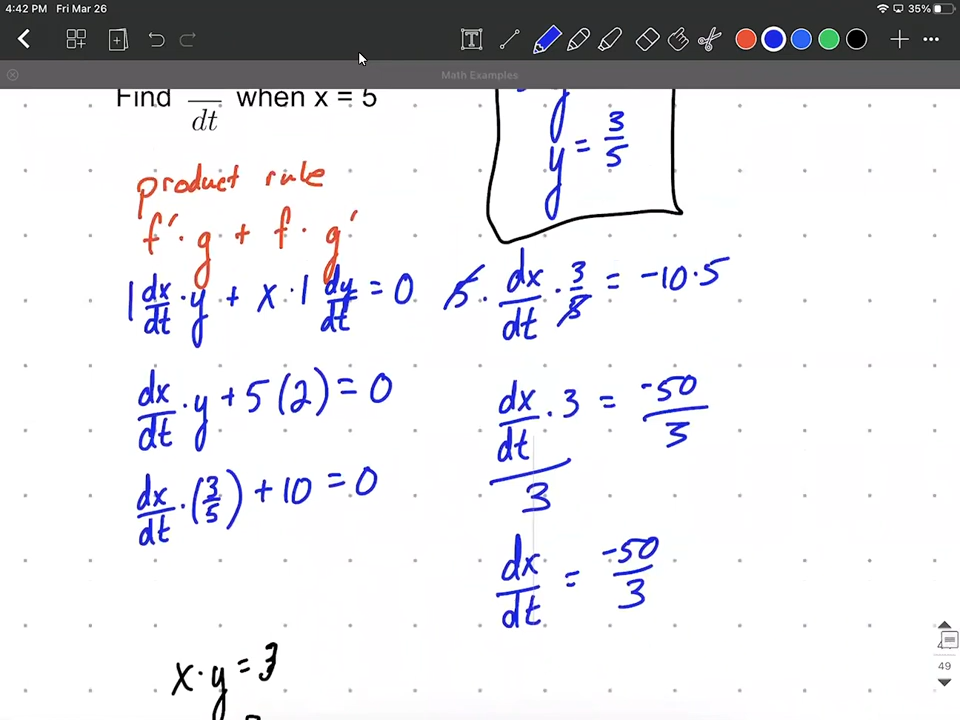 4:42 PM Fri Mar 26
35%
T
Math Examples
Find /dt when x = 5
y = 3/5
product rule
f' · g + f · g'
1 dx/dt · y + x · 1 dy/dt = 0
5 · dx/dt · 3/5 = -10 · 5
dx/dt · y + 5 (2) = 0
dx/dt · 3 / 3 = -50/3
dx/dt · (3/5) + 10 = 0
dx/dt = -50/3
x · y = 3
49